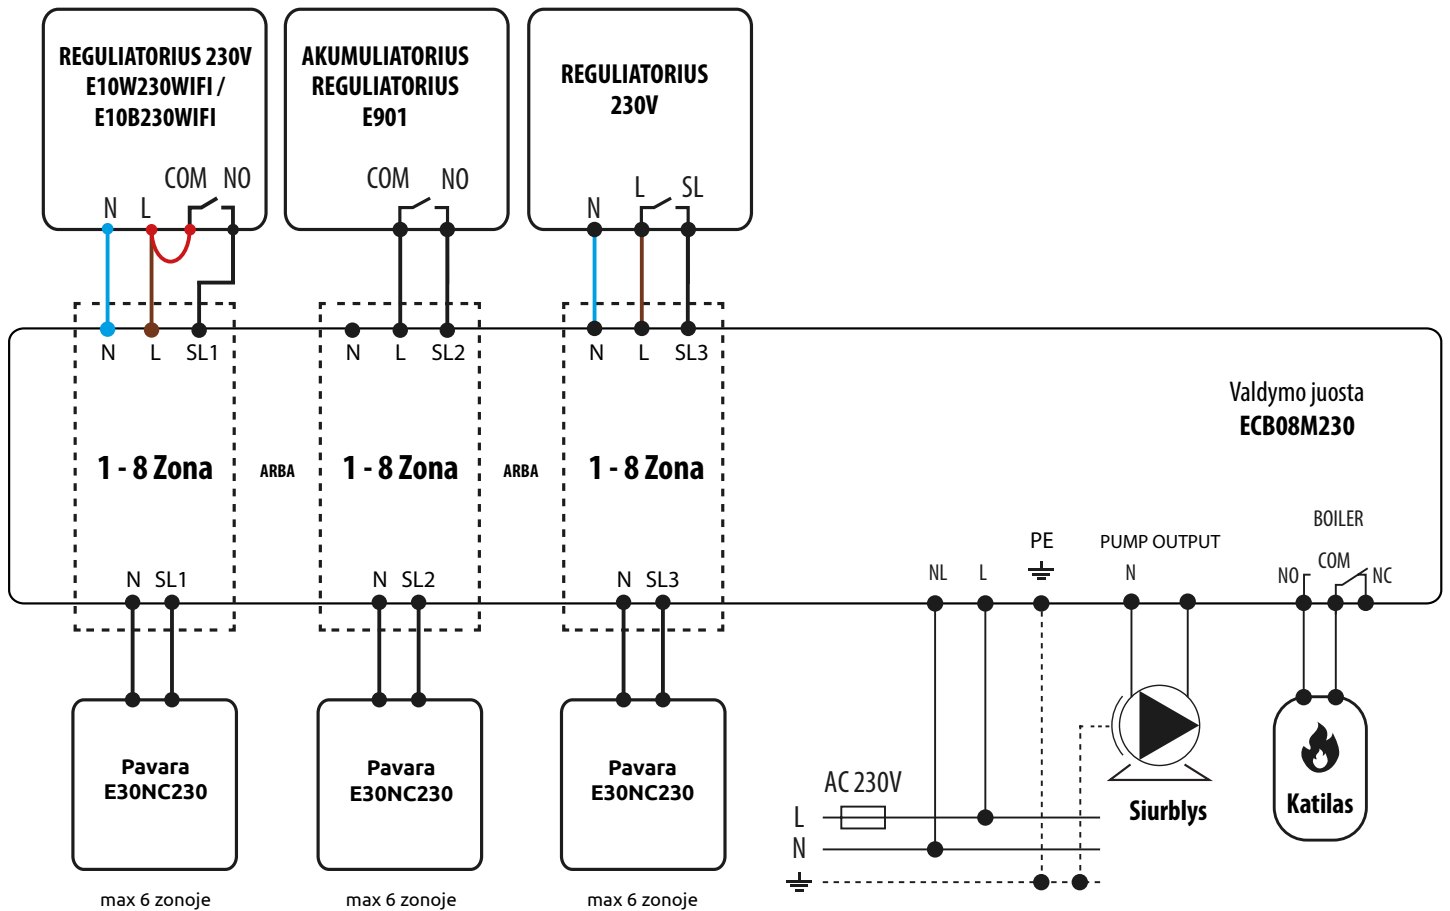 REGULIATORIUS 230V
E10W230WIFI /
E10B230WIFI
COM NO
N L
AKUMULIATORIUS
REGULIATORIUS
E901
COM NO
REGULIATORIUS
230V
L SL
N
N L SL1
N L SL2
N L SL3
Valdymo juosta
ECB08M230
1 - 8 Zona
ARBA
1 - 8 Zona
ARBA
1 - 8 Zona
BOILER
PE
PUMP OUTPUT
NL L
N
NO COM NC
N SL1
N SL2
N SL3
Pavara
E30NC230
Pavara
E30NC230
Pavara
E30NC230
AC 230V
L
N
Siurblys
Katilas
max 6 zonoje
max 6 zonoje
max 6 zonoje